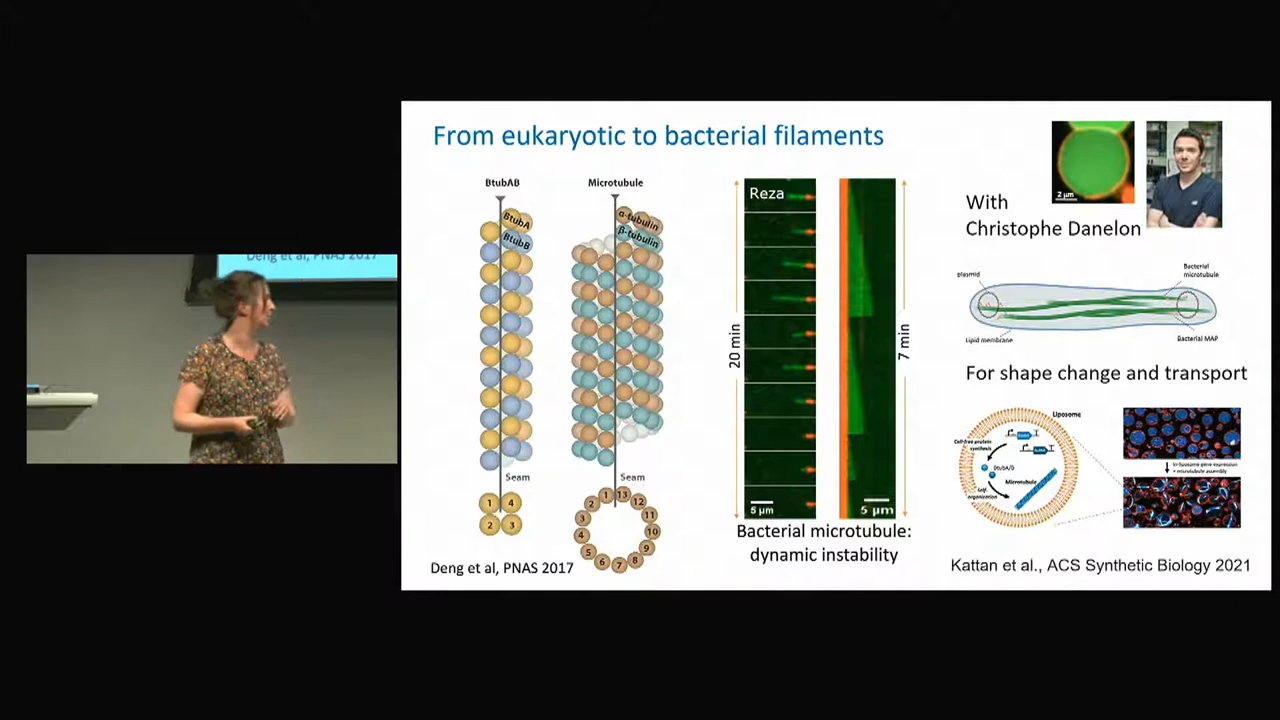 Deng et al, PNAS 2017
From eukaryotic to bacterial filaments
BtubAB
BtubA
BtubB
Seam
1 4
2 3
Deng et al, PNAS 2017
Microtubule
α-tubulin
β-tubulin
Seam
1 13 12 11 10 9 8 7 6 5 4 3 2
20 min
Reza
5 µm
7 min
5 µm
Bacterial microtubule:
dynamic instability
2 µm
With
Christophe Danelon
plasmid
Bacterial
microtubule
Lipid membrane
Bacterial MAP
For shape change and transport
Liposome
Cell-free protein
synthesis
BtubA/B
Microtubule
Self-
organization
In-liposome gene expression
+ microtubule assembly
Kattan et al., ACS Synthetic Biology 2021